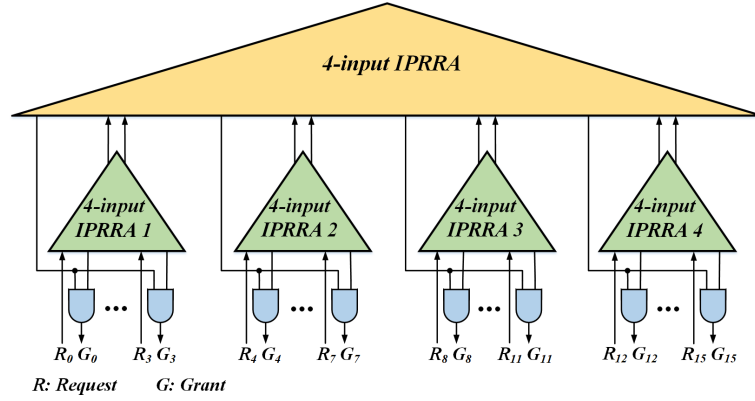 4-input IPRRA
4-input
IPRRA 1
4-input
IPRRA 2
4-input
IPRRA 3
4-input
IPRRA 4
R0 G0 R3 G3 R4 G4 R7 G7 R8 G8 R11 G11 R12 G12 R15 G15
R: Request G: Grant